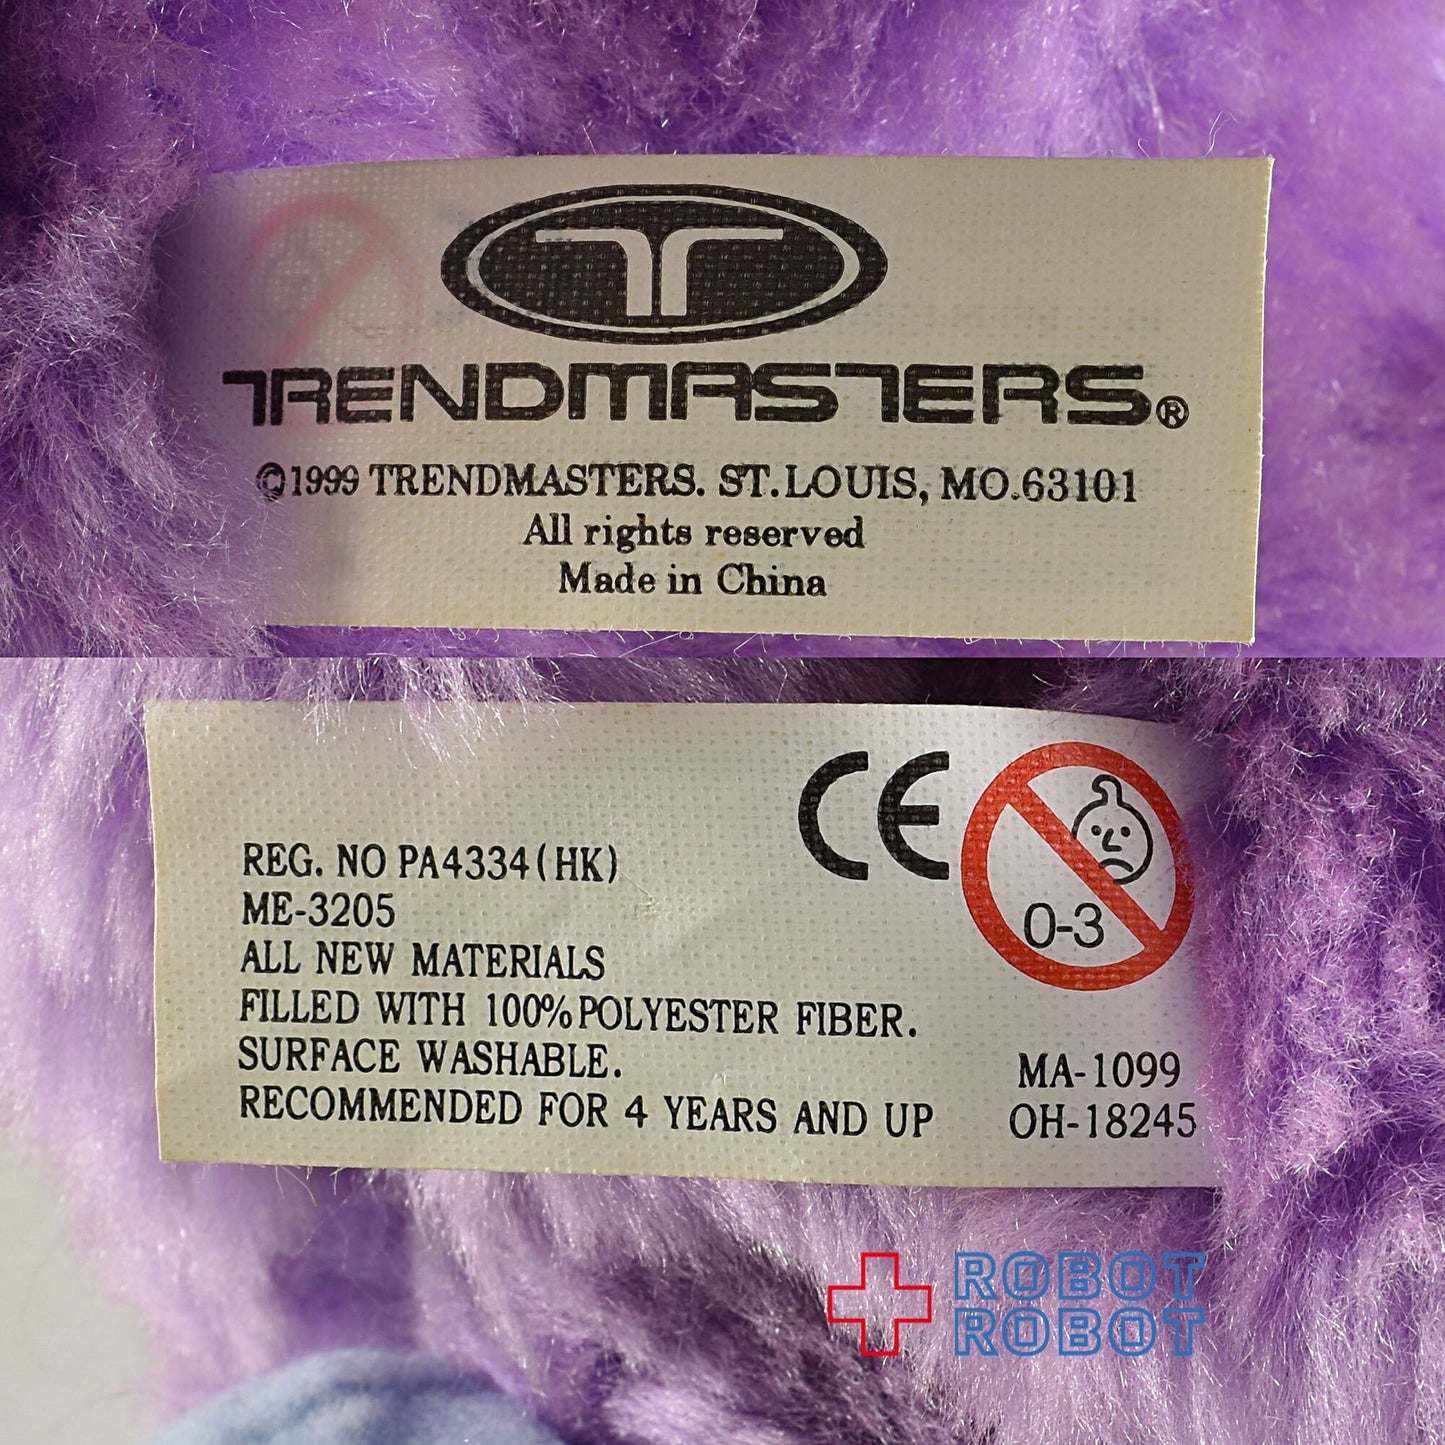 TRENDMASTERS®
©1999 TRENDMASTERS. ST.LOUIS, MO.63101
All rights reserved
Made in China
CE
0-3
REG. NO PA4334(HK)
ME-3205
ALL NEW MATERIALS
FILLED WITH 100%POLYESTER FIBER.
SURFACE WASHABLE.
RECOMMENDED FOR 4 YEARS AND UP
MA-1099
OH-18245
ROBOT
ROBOT